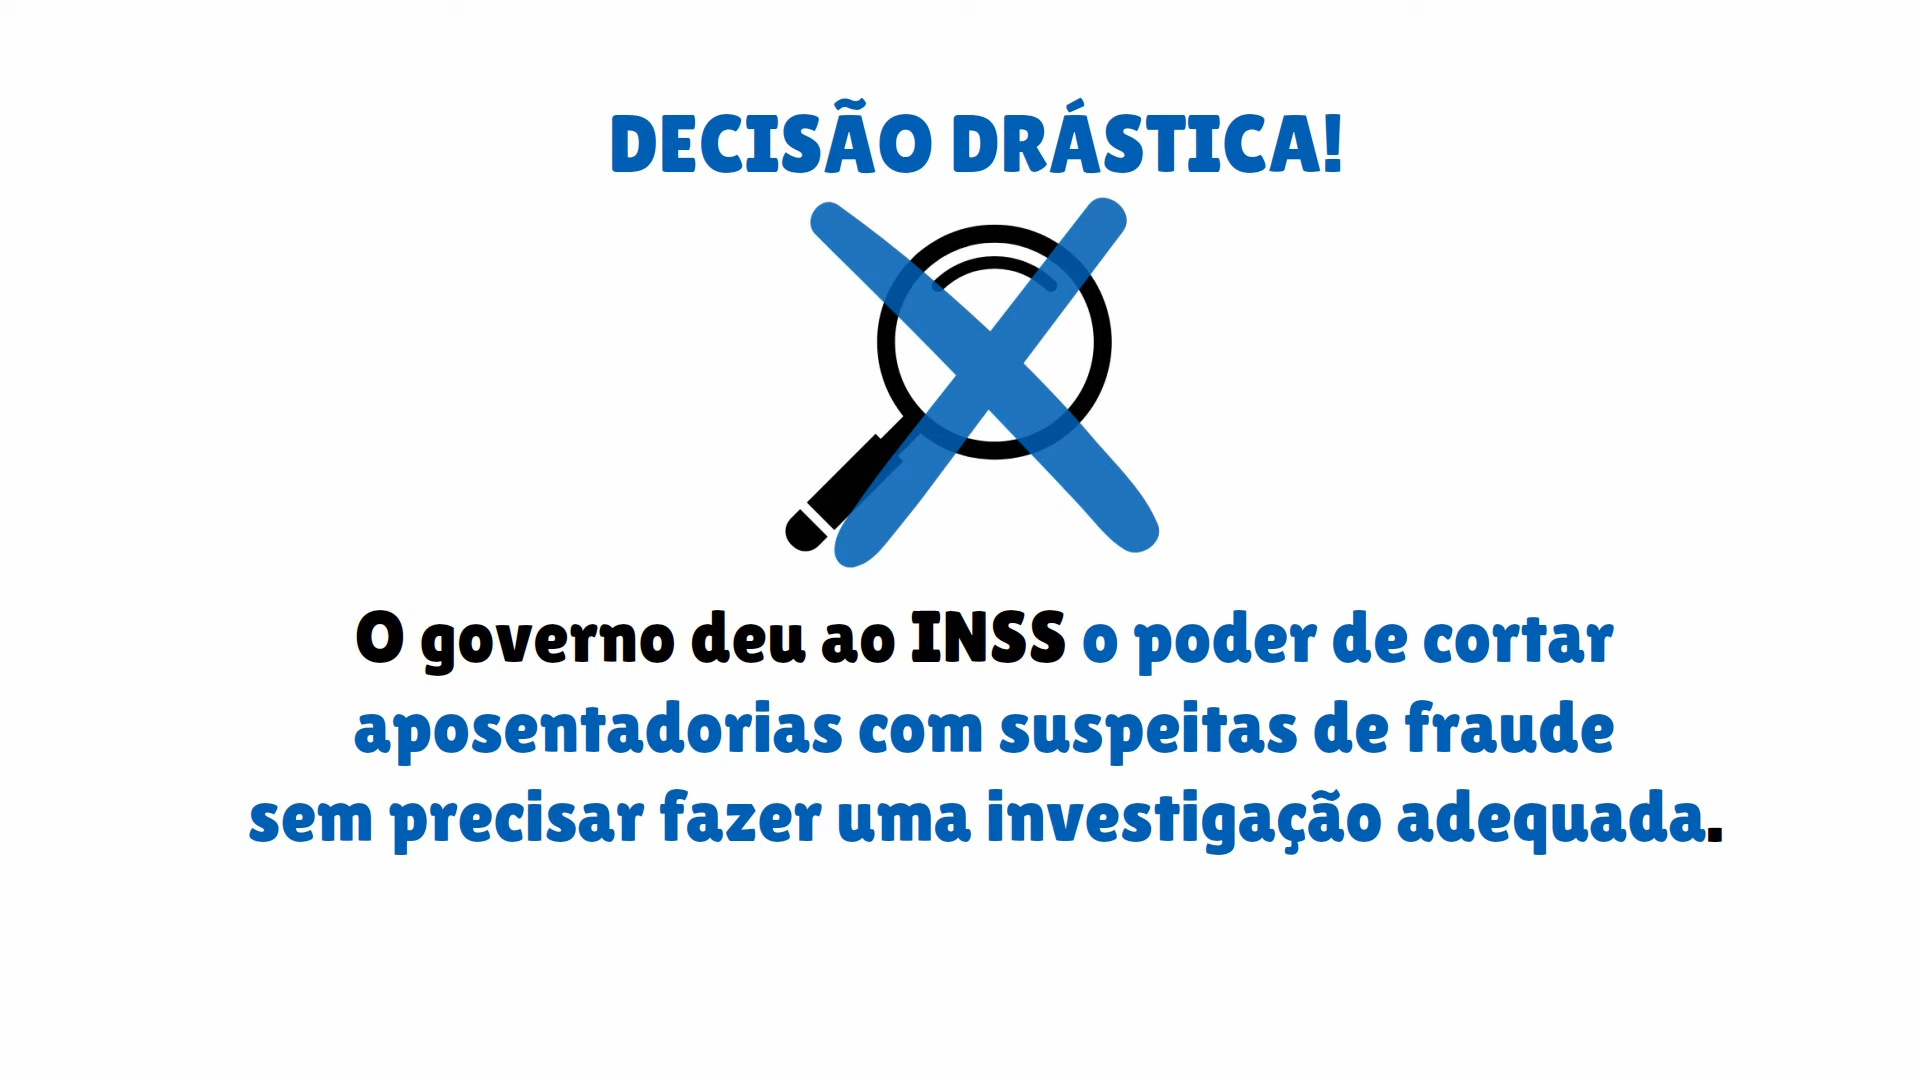 DECISÃO DRÁSTICA!
O governo deu ao INSS o poder de cortar
aposentadorias com suspeitas de fraude
sem precisar fazer uma investigação adequada.